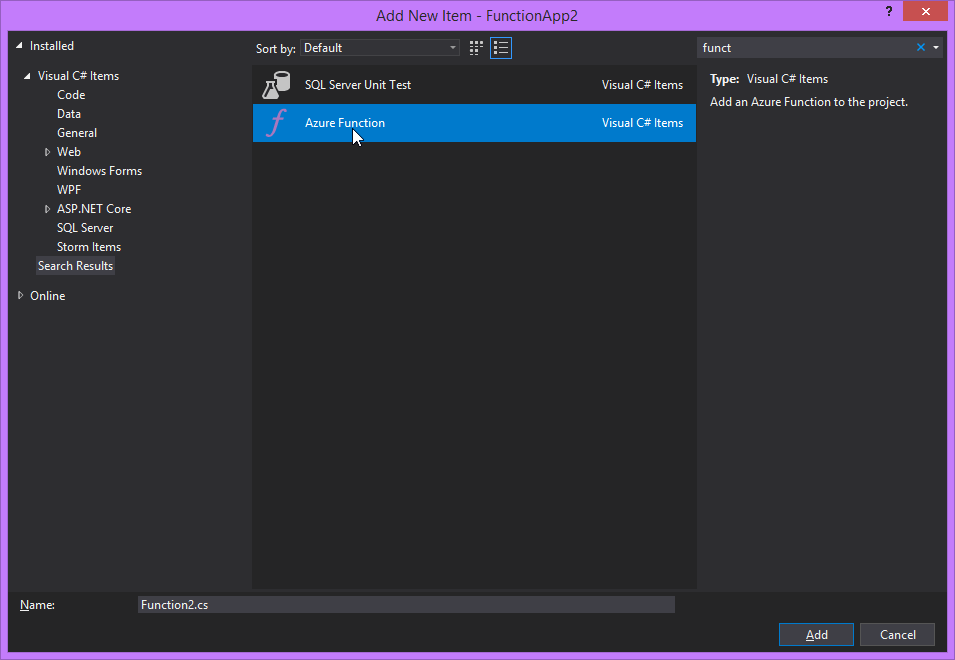 Add New Item - FunctionApp2
?
Installed
Visual C# Items
Code
Data
General
Web
Windows Forms
WPF
ASP.NET Core
SQL Server
Storm Items
Search Results
Online
Sort by: Default
SQL Server Unit Test Visual C# Items
Azure Function Visual C# Items
funct
Type: Visual C# Items
Add an Azure Function to the project.
Name: Function2.cs
Add Cancel